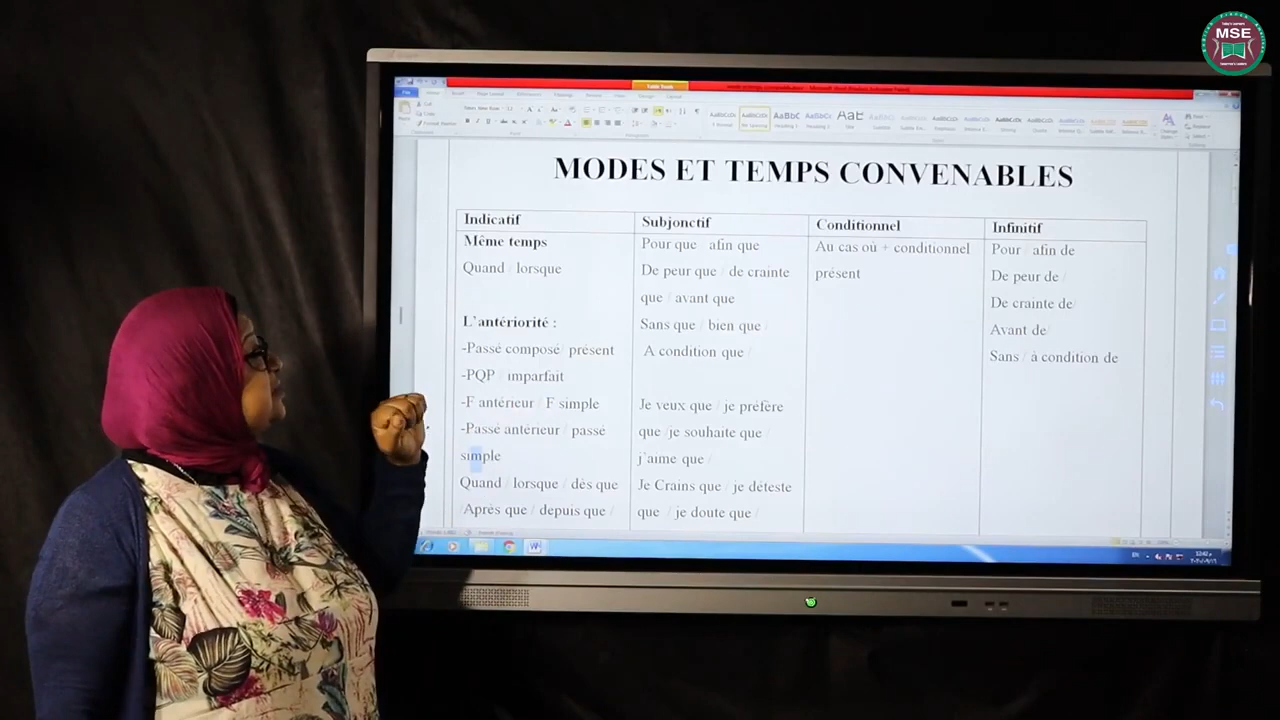 MSE
MODES ET TEMPS CONVENABLES
Indicatif
Même temps
Quand / lorsque
L'antériorité :
-Passé composé/ présent
-PQP / imparfait
-F antérieur / F simple
-Passé antérieur / passé
simple
Quand / lorsque / dès que
Après que / depuis que /
Subjonctif
Pour que afin que
De peur que / de crainte
que / avant que
Sans que / bien que
A condition que /
Je veux que / je préfère
que /je souhaite que /
j'aime que /
Je Crains que / je déteste
que / je doute que /
Conditionnel
Au cas où + conditionnel
présent
Infinitif
Pour afin de
De peur de /
De crainte de/
Avant de/
Sans / à condition de